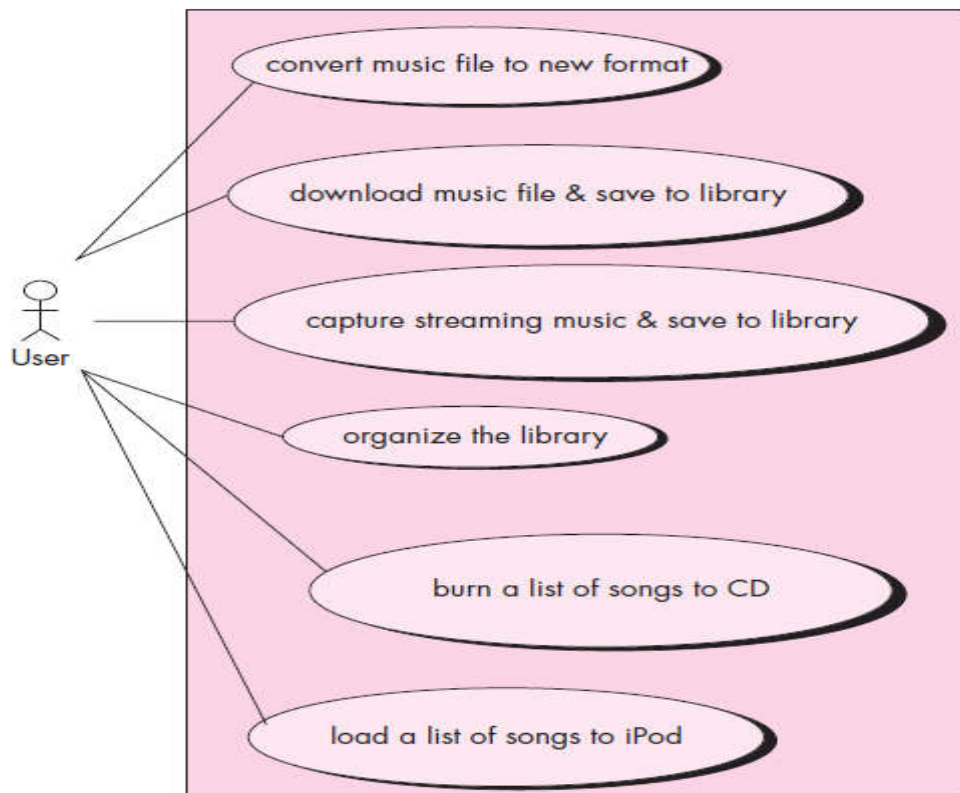 convert music file to new format
download music file & save to library
capture streaming music & save to library
User
organize the library
burn a list of songs to CD
load a list of songs to iPod